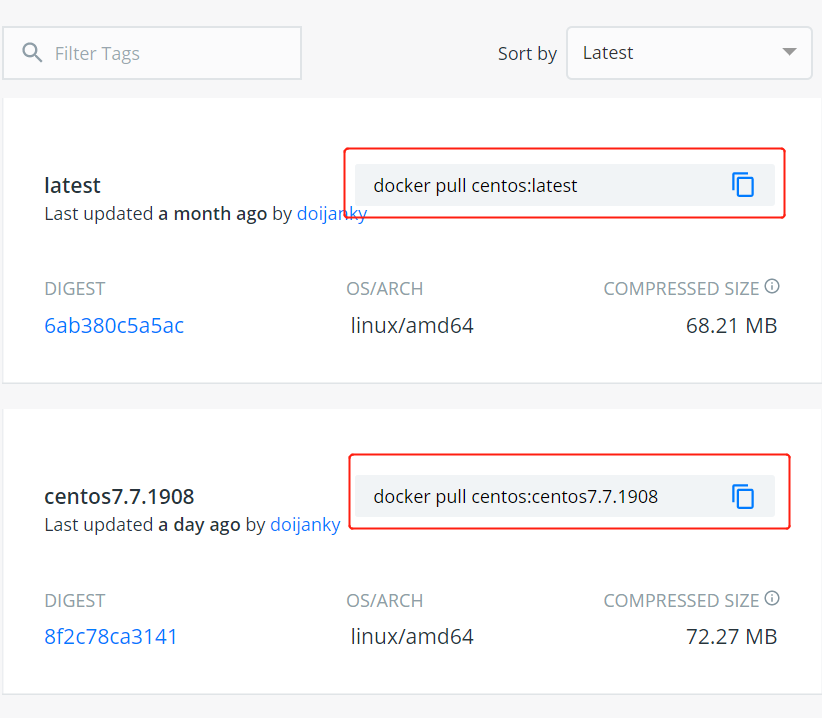 Filter Tags
Sort by Latest
latest
docker pull centos:latest
Last updated a month ago by doijanky
DIGEST OS/ARCH COMPRESSED SIZE
6ab380c5a5ac linux/amd64 68.21 MB
centos7.7.1908
docker pull centos:centos7.7.1908
Last updated a day ago by doijanky
DIGEST OS/ARCH COMPRESSED SIZE
8f2c78ca3141 linux/amd64 72.27 MB